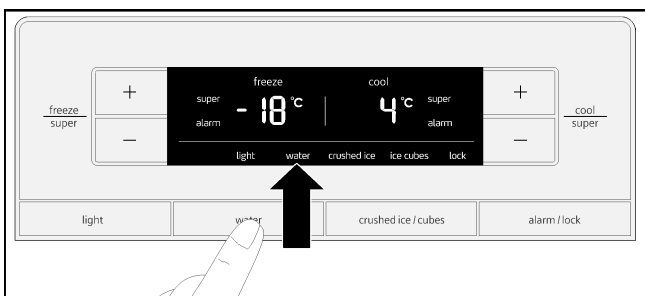 freeze
cool
super
-18 °C
4 °C
super
alarm
alarm
light water crushed ice ice cubes lock
freeze
super
+
−
+
−
cool
super
light
water
crushed ice / cubes
alarm / lock